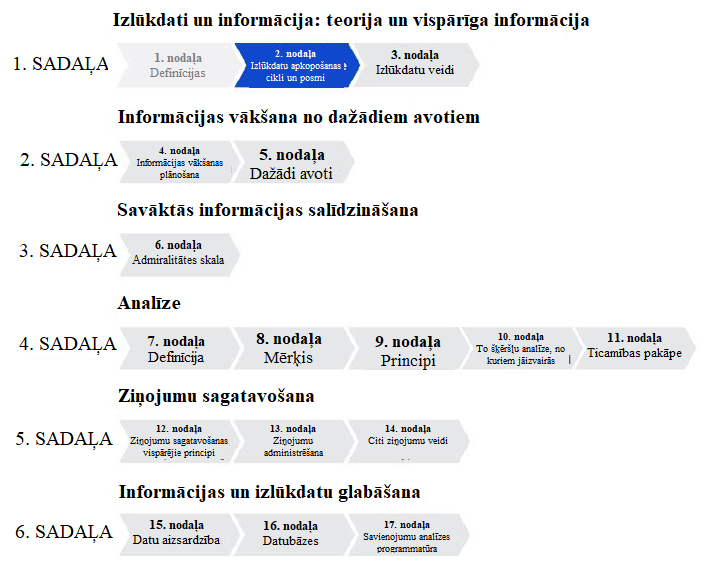 Izlūkdati un informācija: teorija un vispārīga informācija
1. SADAĻA
1. nodaļa
Definīcijas
2. nodaļa
Izlūkdatu apkopošanas
cikli un posmi
3. nodaļa
Izlūkdatu veidi
Informācijas vākšana no dažādiem avotiem
2. SADAĻA
4. nodaļa
Informācijas vākšanas
plānošana
5. nodaļa
Dažādi avoti
Savāktās informācijas salīdzināšana
3. SADAĻA
6. nodaļa
Admiralitātes skala
Analīze
4. SADAĻA
7. nodaļa
Definīcija
8. nodaļa
Mērķis
9. nodaļa
Principi
10. nodaļa
To šķēršļu analīze, no
kuriem jāizvairās
11. nodaļa
Ticamības pakāpe
Ziņojumu sagatavošana
5. SADAĻA
12. nodaļa
Ziņojumu sagatavošanas
vispārējie principi
13. nodaļa
Ziņojumu
administrēšana
14. nodaļa
Citi ziņojumu veidi
Informācijas un izlūkdatu glabāšana
6. SADAĻA
15. nodaļa
Datu aizsardzība
16. nodaļa
Datubāzes
17. nodaļa
Savienojumu analīzes
programmatūra